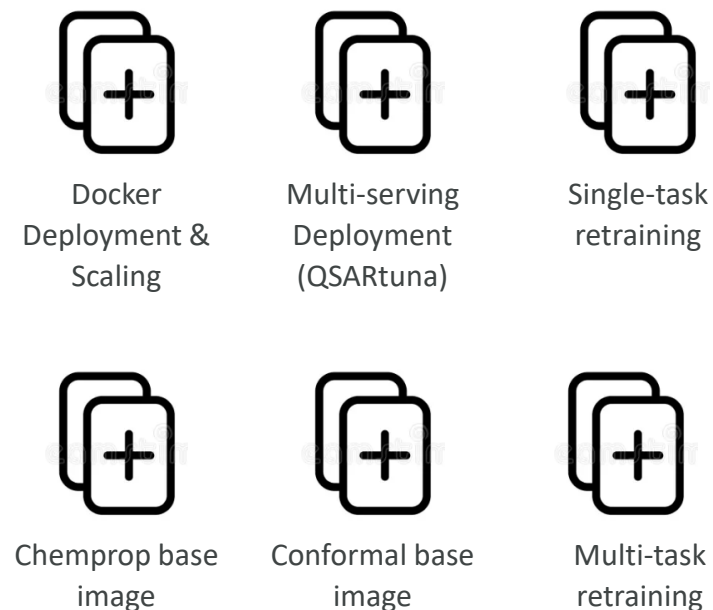 Docker
Deployment &
Scaling
Multi-serving
Deployment
(QSARtuna)
Single-task
retraining
Chemprop base
image
Conformal base
image
Multi-task
retraining